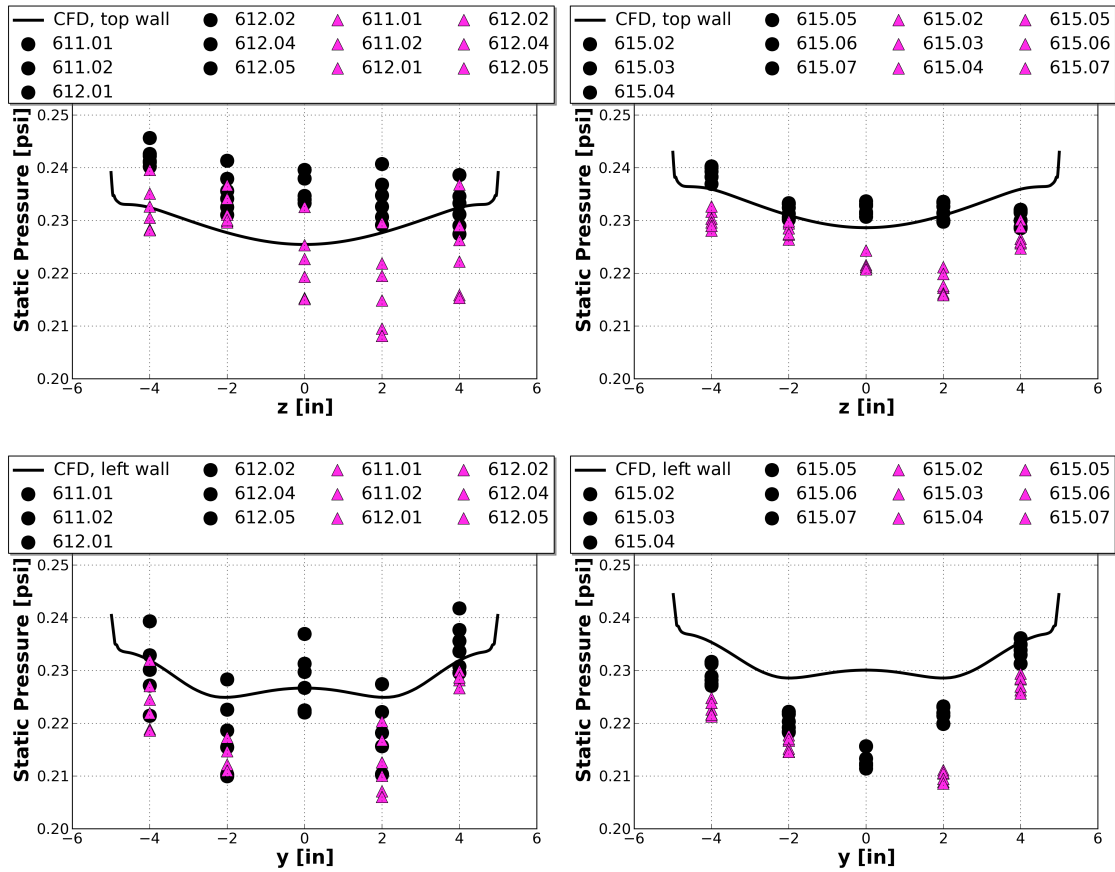 CFD, top wall 612.02 611.01 612.02
611.01 612.04 611.02 612.04
611.02 612.05 612.01 612.05
612.01
0.25
0.24
0.23
0.22
0.21
0.20
Static Pressure [psi]
−6 −4 −2 0 2 4 6
z [in]
CFD, top wall 615.05 615.02 615.05
615.02 615.06 615.03 615.06
615.03 615.07 615.04 615.07
615.04
0.25
0.24
0.23
0.22
0.21
0.20
Static Pressure [psi]
−6 −4 −2 0 2 4 6
z [in]
CFD, left wall 612.02 611.01 612.02
611.01 612.04 611.02 612.04
611.02 612.05 612.01 612.05
612.01
0.25
0.24
0.23
0.22
0.21
0.20
Static Pressure [psi]
−6 −4 −2 0 2 4 6
y [in]
CFD, left wall 615.05 615.02 615.05
615.02 615.06 615.03 615.06
615.03 615.07 615.04 615.07
615.04
0.25
0.24
0.23
0.22
0.21
0.20
Static Pressure [psi]
−6 −4 −2 0 2 4 6
y [in]